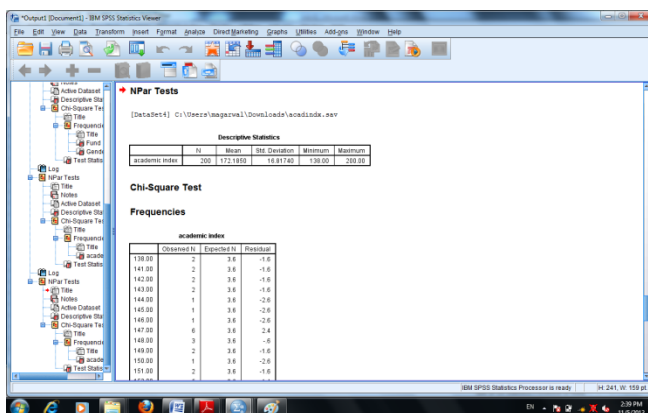 *Output1 [Document1] - IBM SPSS Statistics Viewer
File Edit View Data Transform Insert Format Analyze Direct Marketing Graphs Utilities Add-ons Window Help
Notes
Active Dataset
Descriptive Sta
Chi-Square Tes
Title
Frequencies
Title
Fund
Gende
Test Statis
Log
NPar Tests
Title
Notes
Active Dataset
Descriptive Sta
Chi-Square Tes
Title
Frequenci
Title
acade
Test Statis
Log
NPar Tests
Title
Notes
Active Dataset
Descriptive Sta
Chi-Square Tes
Title
Frequenci
Title
acade
Test Statis
NPar Tests
[DataSet4] C:\Users\magarwal\Downloads\acadindx.sav
Descriptive Statistics
N Mean Std. Deviation Minimum Maximum
academic index 200 172.1850 16.81740 138.00 200.00
Chi-Square Test
Frequencies
academic index
Observed N Expected N Residual
138.00 2 3.6 -1.6
141.00 2 3.6 -1.6
142.00 2 3.6 -1.6
143.00 2 3.6 -1.6
144.00 1 3.6 -2.6
145.00 1 3.6 -2.6
146.00 1 3.6 -2.6
147.00 6 3.6 2.4
148.00 3 3.6 -.6
149.00 2 3.6 -1.6
150.00 1 3.6 -2.6
151.00 2 3.6 -1.6
IBM SPSS Statistics Processor is ready H: 241, W: 159 pt.
EN 2:39 PM